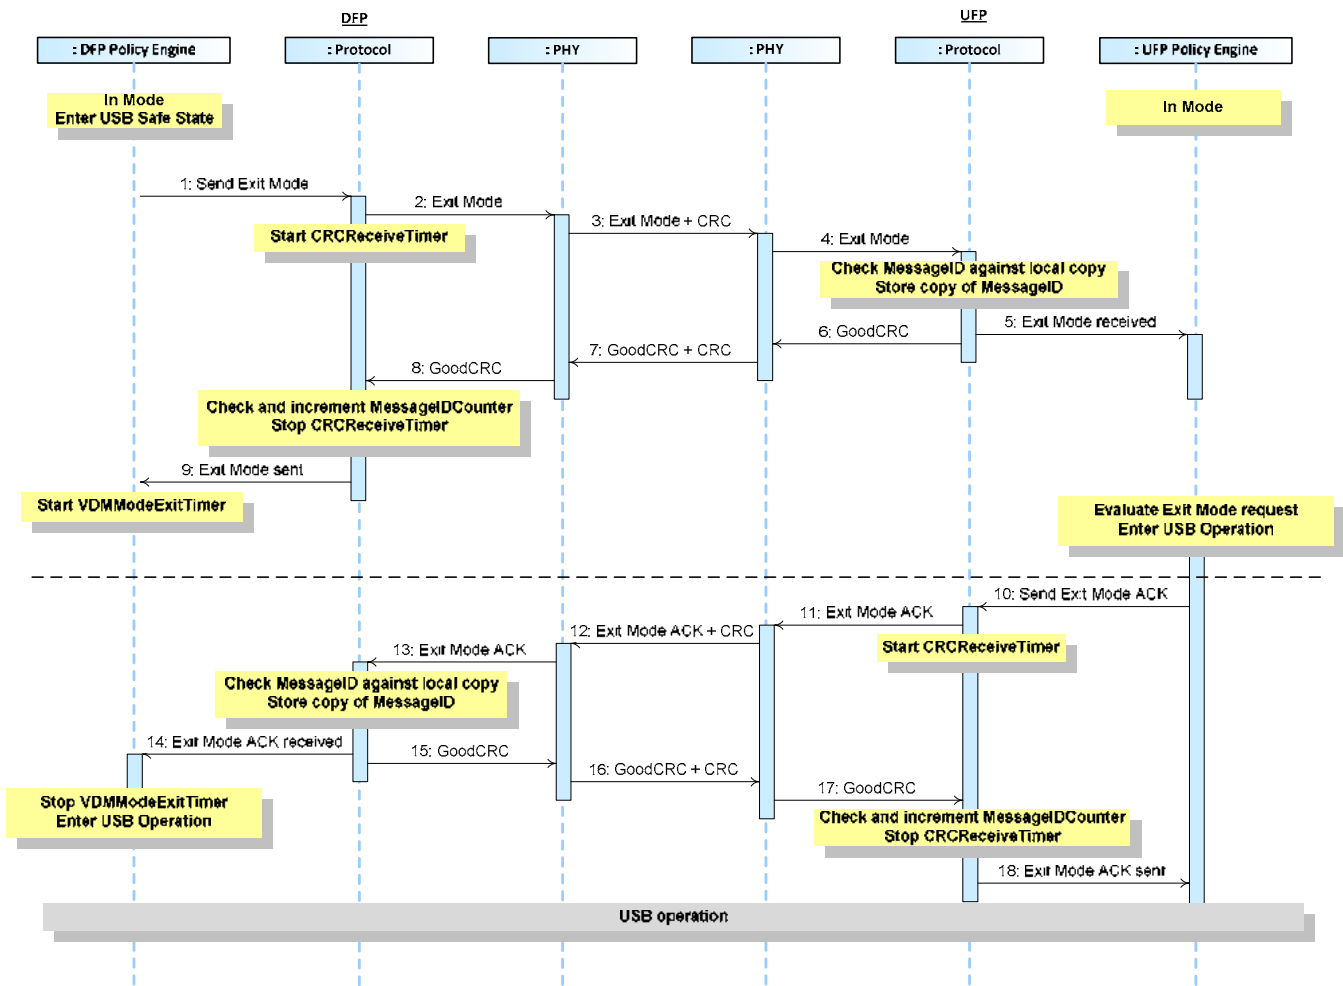 DFP
UFP
: DFP Policy Engine
: Protocol
: PHY
: PHY
: Protocol
: UFP Policy Engine
In Mode
Enter USB Safe State
In Mode
1: Send Exit Mode
2: Exit Mode
3: Exit Mode + CRC
Start CRCReceiveTimer
4: Exit Mode
Check MessageID against local copy
Store copy of MessageID
5: Exit Mode received
6: GoodCRC
7: GoodCRC + CRC
8: GoodCRC
Check and increment MessageIDCounter
Stop CRCReceiveTimer
9: Exit Mode sent
Start VDMModeExitTimer
Evaluate Exit Mode request
Enter USB Operation
10: Send Exit Mode ACK
11: Exit Mode ACK
12: Exit Mode ACK + CRC
Start CRCReceiveTimer
13: Exit Mode ACK
Check MessageID against local copy
Store copy of MessageID
14: Exit Mode ACK received
15: GoodCRC
16: GoodCRC + CRC
17: GoodCRC
Stop VDMModeExitTimer
Enter USB Operation
Check and increment MessageIDCounter
Stop CRCReceiveTimer
18: Exit Mode ACK sent
USB operation